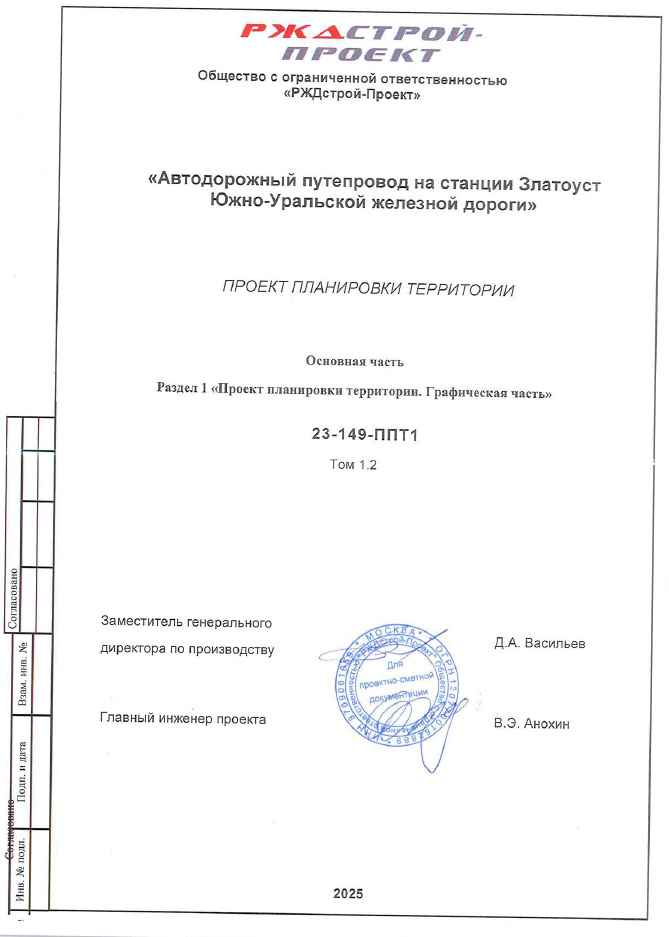 РЖДСТРОЙ-
ПРОЕКТ
Общество с ограниченной ответственностью
«РЖДстрой-Проект»
«Автодорожный путепровод на станции Златоуст
Южно-Уральской железной дороги»
ПРОЕКТ ПЛАНИРОВКИ ТЕРРИТОРИИ
Основная часть
Раздел 1 «Проект планировки территории. Графическая часть»
23-149-ППТ1
Том 1.2
Заместитель генерального
директора по производству
Д.А. Васильев
Главный инженер проекта
В.Э. Анохин
* МОСКВА *
"РЖДстрой-Проект"
Для
проектно-сметной
документации
2025
Согласовано
Взам. инв. №
Подп. и дата
Согласовано
Инв. № подл.